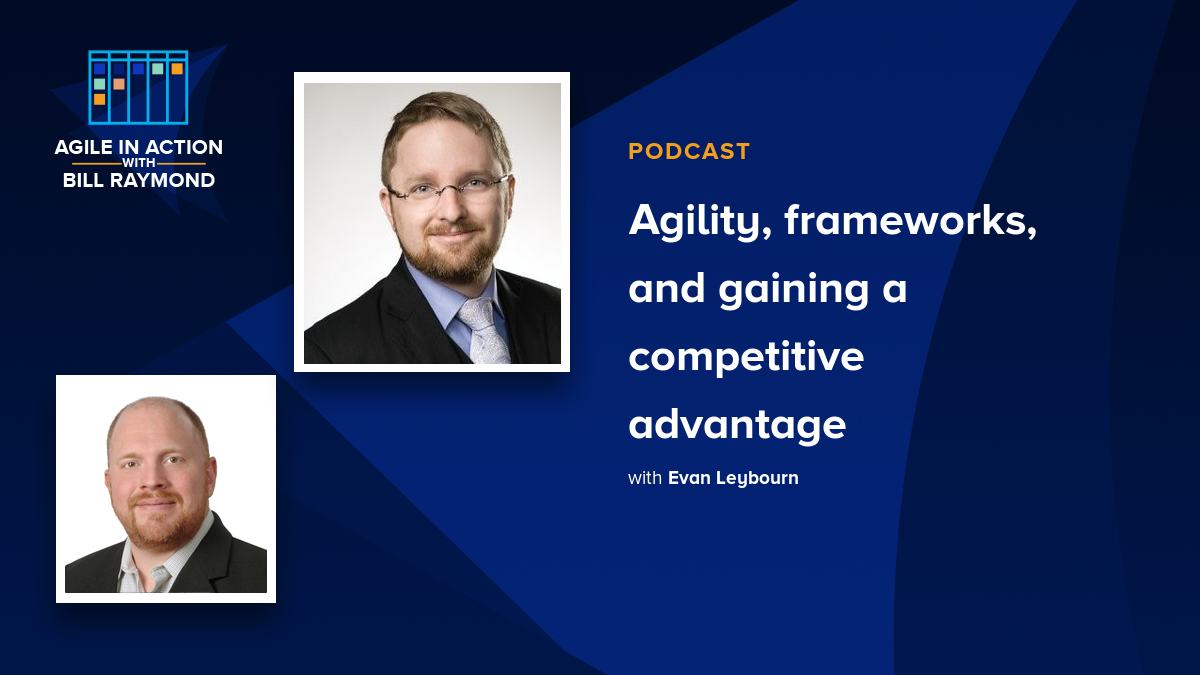 AGILE IN ACTION
WITH
BILL RAYMOND
PODCAST
Agility, frameworks,
and gaining a
competitive
advantage
with Evan Leybourn